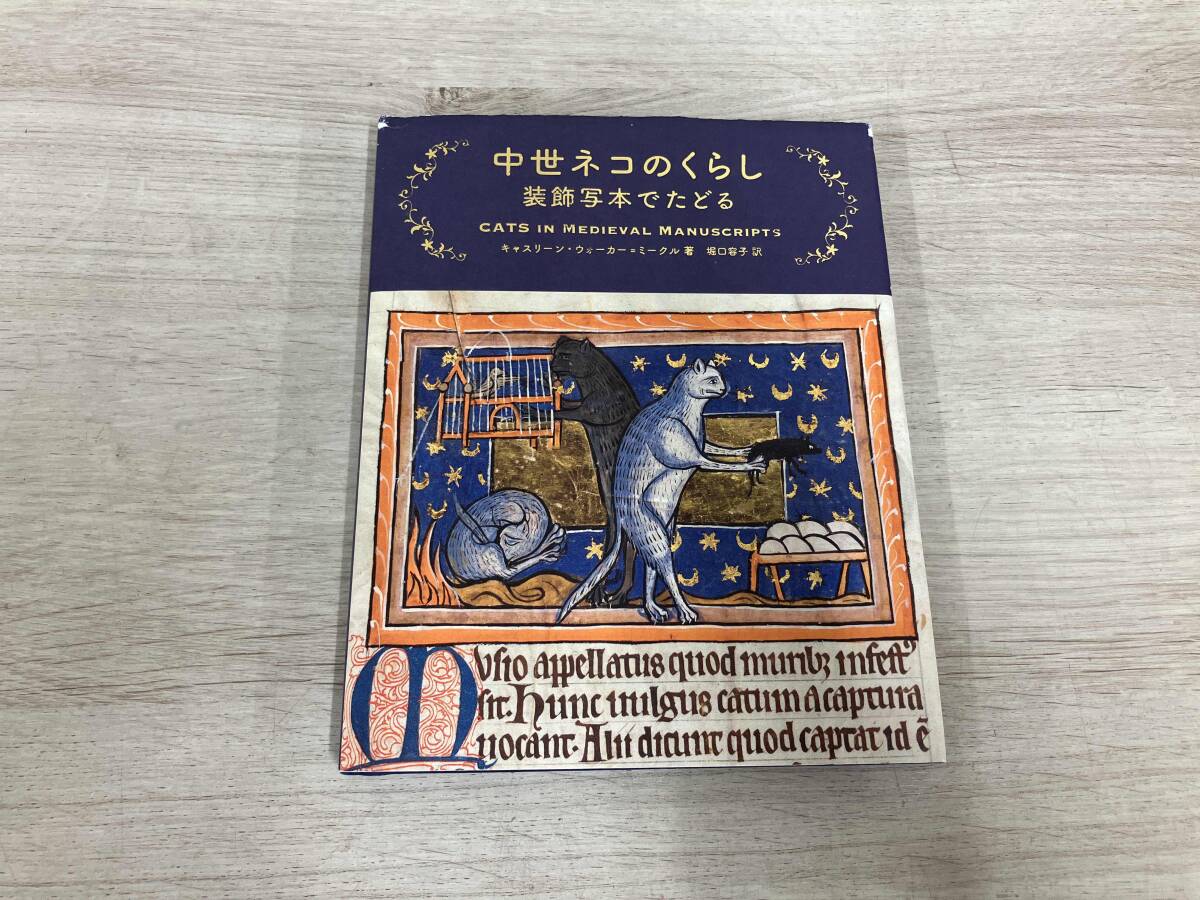 中世ネコのくらし
装飾写本でたどる
CATS IN MEDIEVAL MANUSCRIPTS
キャスリーン・ウォーカー=ミークル 著 堀口容子 訳
Musio appellatus quod muribꝫ infestꝰ
sit. Hunc uulgus catum a captura
uocant. Alii dicunt quod captat id ē